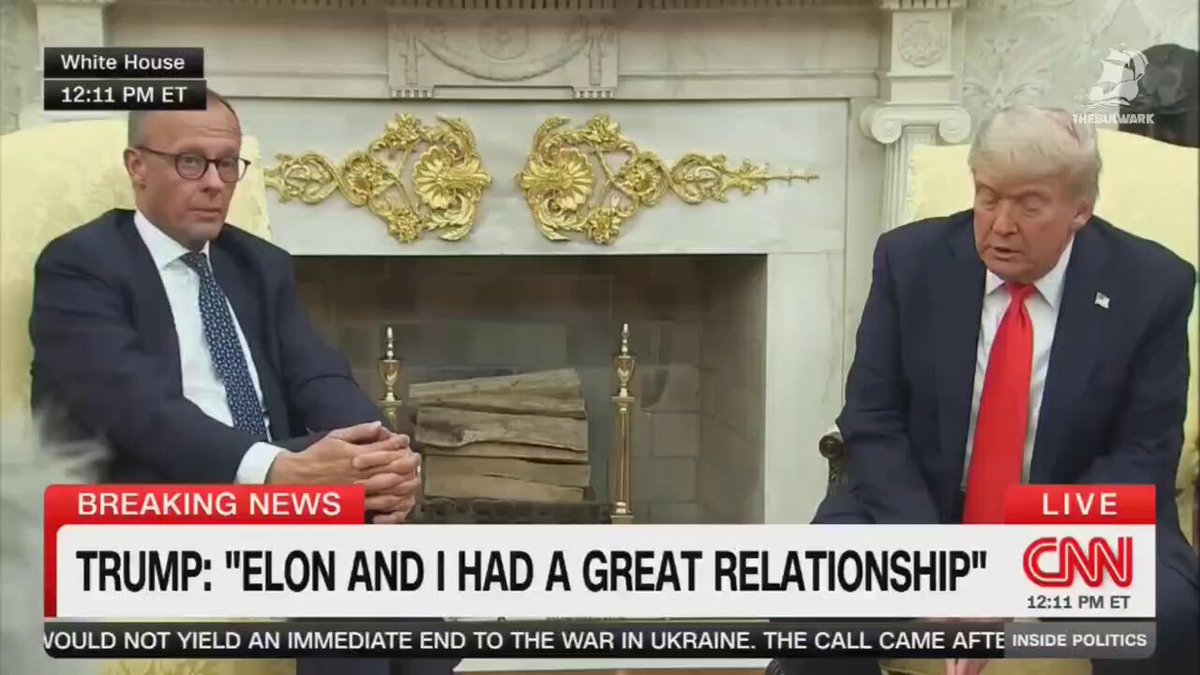 White House
12:11 PM ET
THEBULWARK
BREAKING NEWS
LIVE
TRUMP: "ELON AND I HAD A GREAT RELATIONSHIP"
CNN
12:11 PM ET
WOULD NOT YIELD AN IMMEDIATE END TO THE WAR IN UKRAINE. THE CALL CAME AFTE
INSIDE POLITICS